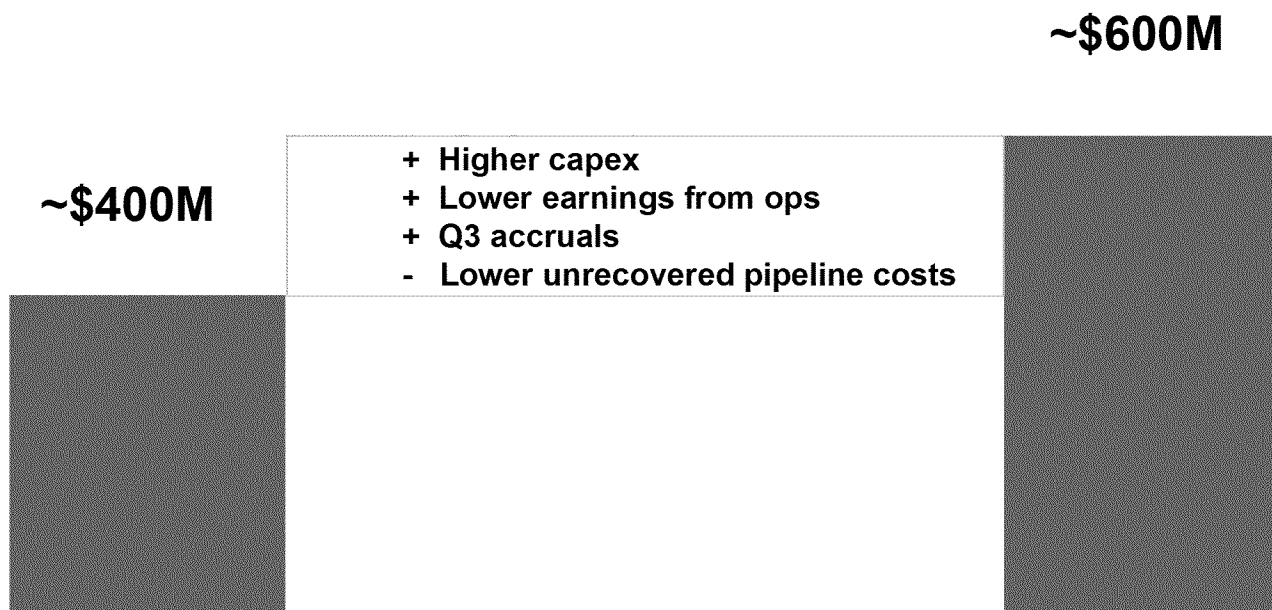 ~$600M
~$400M
+ Higher capex
+ Lower earnings from ops
+ Q3 accruals
- Lower unrecovered pipeline costs